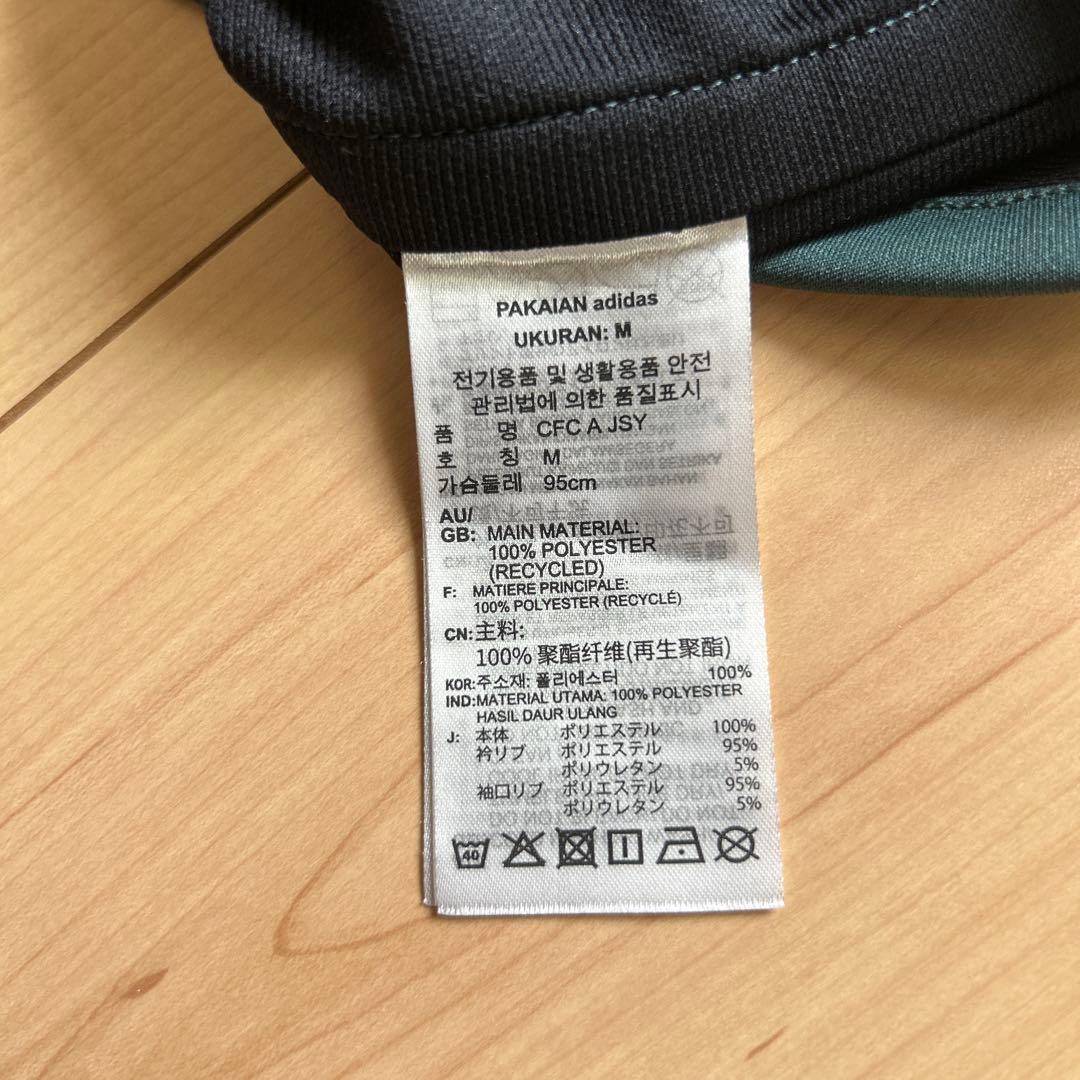 PAKAIAN adidas
UKURAN: M
전기용품 및 생활용품 안전
관리법에 의한 품질표시
품 명 CFC A JSY
호 칭 M
가슴둘레 95cm
AU/
GB: MAIN MATERIAL:
100% POLYESTER
(RECYCLED)
F: MATIERE PRINCIPALE:
100% POLYESTER (RECYCLÉ)
CN:主料:
100% 聚酯纤维(再生聚酯)
KOR:주소재: 폴리에스터 100%
IND:MATERIAL UTAMA: 100% POLYESTER
HASIL DAUR ULANG
J: 本体 ポリエステル 100%
衿リブ ポリエステル 95%
ポリウレタン 5%
袖口リブ ポリエステル 95%
ポリウレタン 5%
40